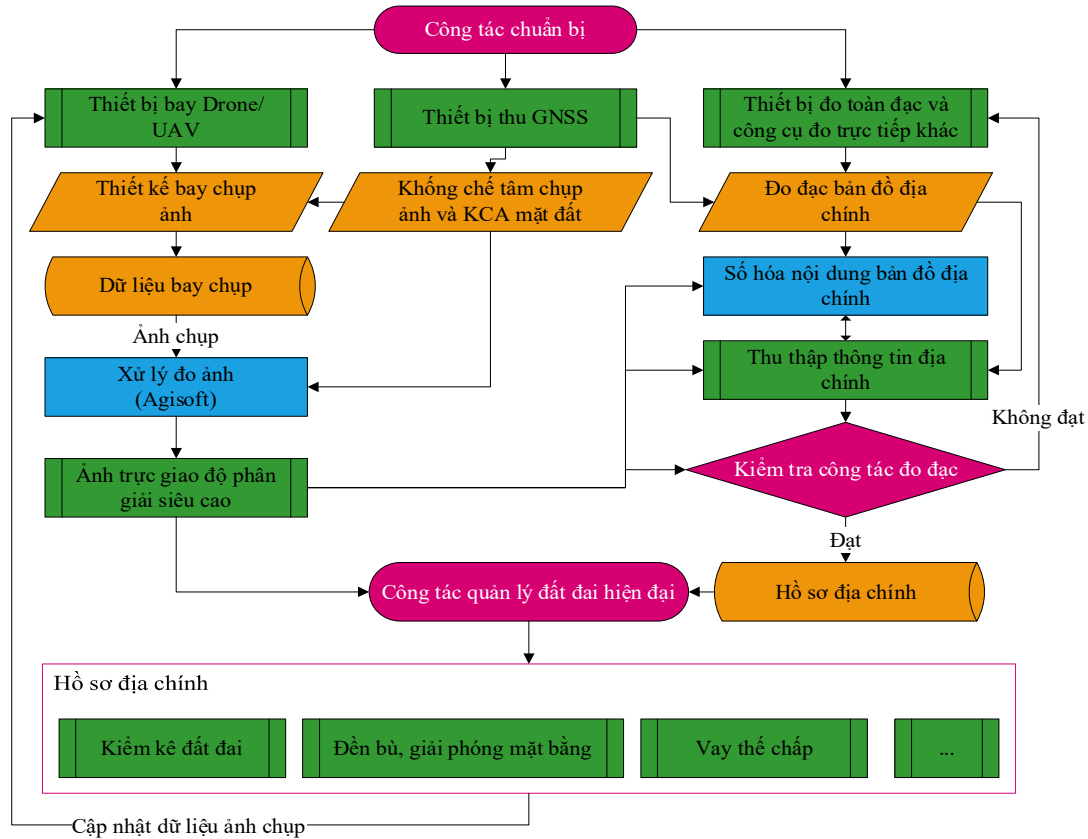 Công tác chuẩn bị
Thiết bị bay Drone/
UAV
Thiết bị thu GNSS
Thiết bị đo toàn đạc và
công cụ đo trực tiếp khác
Thiết kế bay chụp
ảnh
Khống chế tâm chụp
ảnh và KCA mặt đất
Đo đạc bản đồ địa
chính
Dữ liệu bay chụp
Số hóa nội dung bản đồ địa
chính
Ảnh chụp
Xử lý đo ảnh
(Agisoft)
Thu thập thông tin địa
chính
Không đạt
Ảnh trực giao độ phân
giải siêu cao
Kiểm tra công tác đo đạc
Đạt
Công tác quản lý đất đai hiện đại
Hồ sơ địa chính
Hồ sơ địa chính
Kiểm kê đất đai
Đền bù, giải phóng mặt bằng
Vay thế chấp
...
Cập nhật dữ liệu ảnh chụp